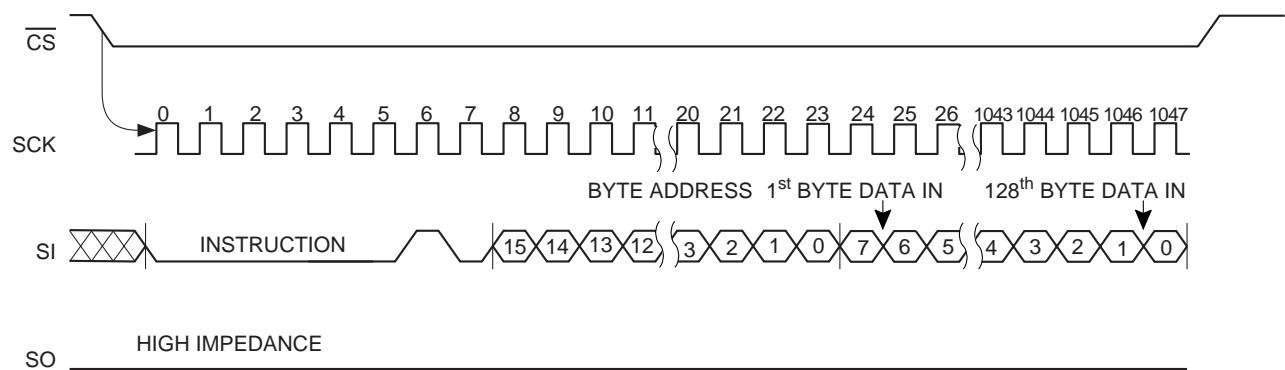 CS
0 1 2 3 4 5 6 7 8 9 10 11 20 21 22 23 24 25 26 1043 1044 1045 1046 1047
SCK
BYTE ADDRESS 1st BYTE DATA IN 128th BYTE DATA IN
SI INSTRUCTION 15 14 13 12 3 2 1 0 7 6 5 4 3 2 1 0
HIGH IMPEDANCE
SO